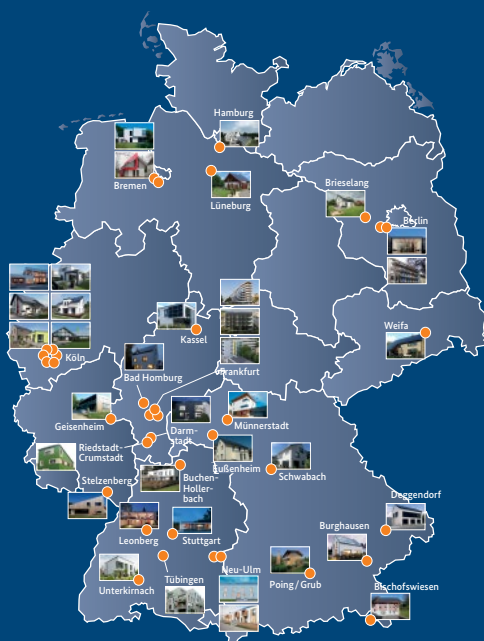 Hamburg
Bremen
Lüneburg
Brieselang
Berlin
Kassel
Weifa
Köln
Frankfurt
Bad Homburg
Geisenheim
Darm-
stadt
Münnerstadt
Riedstadt-
Crumstadt
Eußenheim
Schwabach
Stelzenberg
Buchen-
Holler-
bach
Deggendorf
Leonberg
Stuttgart
Burghausen
Neu-Ulm
Poing / Grub
Unterkirnach
Tübingen
Bischofswiesen